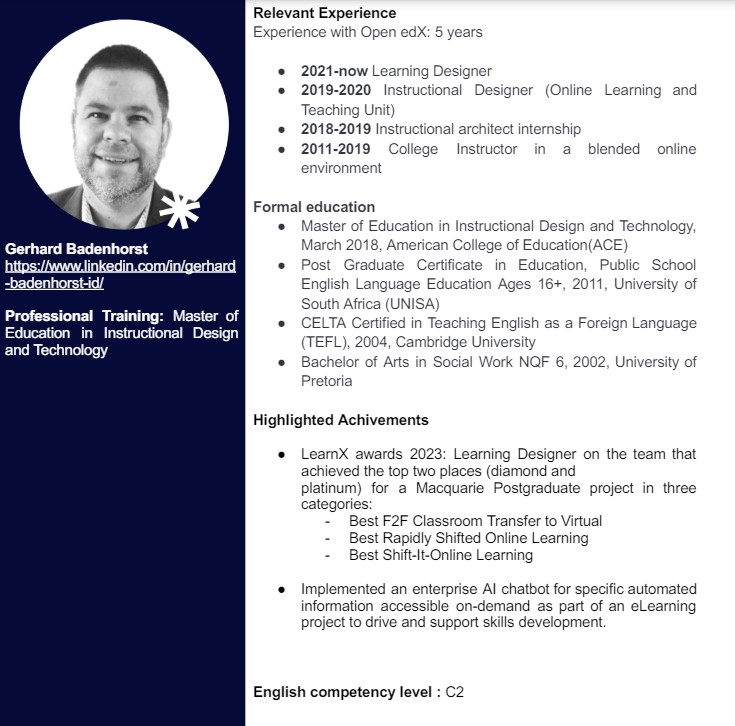 Relevant Experience
Experience with Open edX: 5 years
● 2021-now Learning Designer
● 2019-2020 Instructional Designer (Online Learning and
Teaching Unit)
● 2018-2019 Instructional architect internship
● 2011-2019 College Instructor in a blended online
environment
Formal education
● Master of Education in Instructional Design and Technology,
March 2018, American College of Education(ACE)
● Post Graduate Certificate in Education, Public School
English Language Education Ages 16+, 2011, University of
South Africa (UNISA)
● CELTA Certified in Teaching English as a Foreign Language
(TEFL), 2004, Cambridge University
● Bachelor of Arts in Social Work NQF 6, 2002, University of
Pretoria
Highlighted Achivements
● LearnX awards 2023: Learning Designer on the team that
achieved the top two places (diamond and
platinum) for a Macquarie Postgraduate project in three
categories:
- Best F2F Classroom Transfer to Virtual
- Best Rapidly Shifted Online Learning
- Best Shift-It-Online Learning
● Implemented an enterprise AI chatbot for specific automated
information accessible on-demand as part of an eLearning
project to drive and support skills development.
English competency level : C2
Gerhard Badenhorst
https://www.linkedin.com/in/gerhard
-badenhorst-id/
Professional Training: Master of
Education in Instructional Design
and Technology